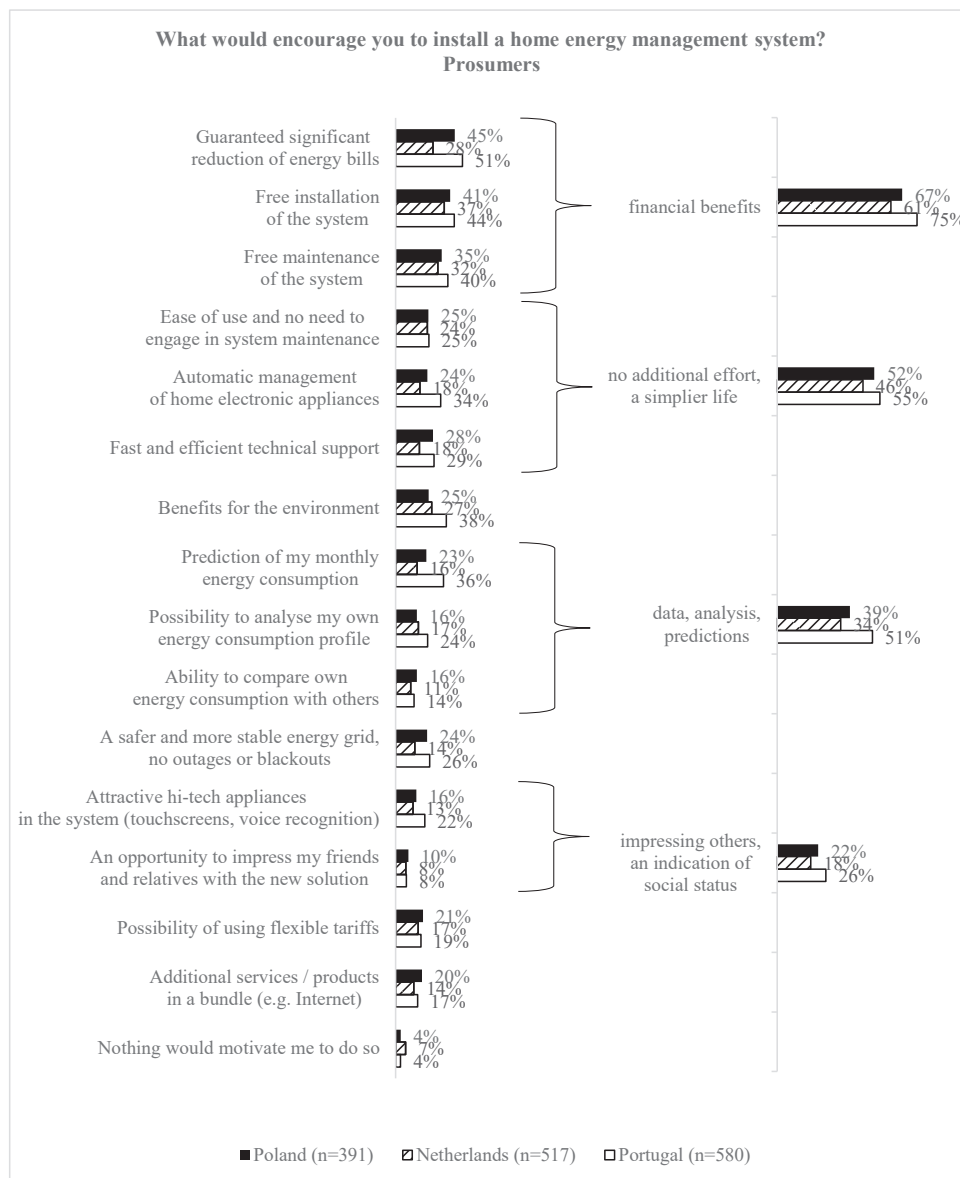 What would encourage you to install a home energy management system?
Prosumers
Guaranteed significant
reduction of energy bills
45%
28%
51%
Free installation
of the system
41%
37%
44%
Free maintenance
of the system
35%
32%
40%
financial benefits
67%
61%
75%
Ease of use and no need to
engage in system maintenance
25%
24%
25%
Automatic management
of home electronic appliances
24%
18%
34%
Fast and efficient technical support
28%
18%
29%
no additional effort,
a simplier life
52%
46%
55%
Benefits for the environment
25%
27%
38%
Prediction of my monthly
energy consumption
23%
16%
36%
Possibility to analyse my own
energy consumption profile
16%
17%
24%
Ability to compare own
energy consumption with others
16%
11%
14%
data, analysis,
predictions
39%
34%
51%
A safer and more stable energy grid,
no outages or blackouts
24%
14%
26%
Attractive hi-tech appliances
in the system (touchscreens, voice recognition)
16%
13%
22%
An opportunity to impress my friends
and relatives with the new solution
10%
8%
8%
impressing others,
an indication of
social status
22%
18%
26%
Possibility of using flexible tariffs
21%
17%
19%
Additional services / products
in a bundle (e.g. Internet)
20%
14%
17%
Nothing would motivate me to do so
4%
7%
4%
Poland (n=391) Netherlands (n=517) Portugal (n=580)